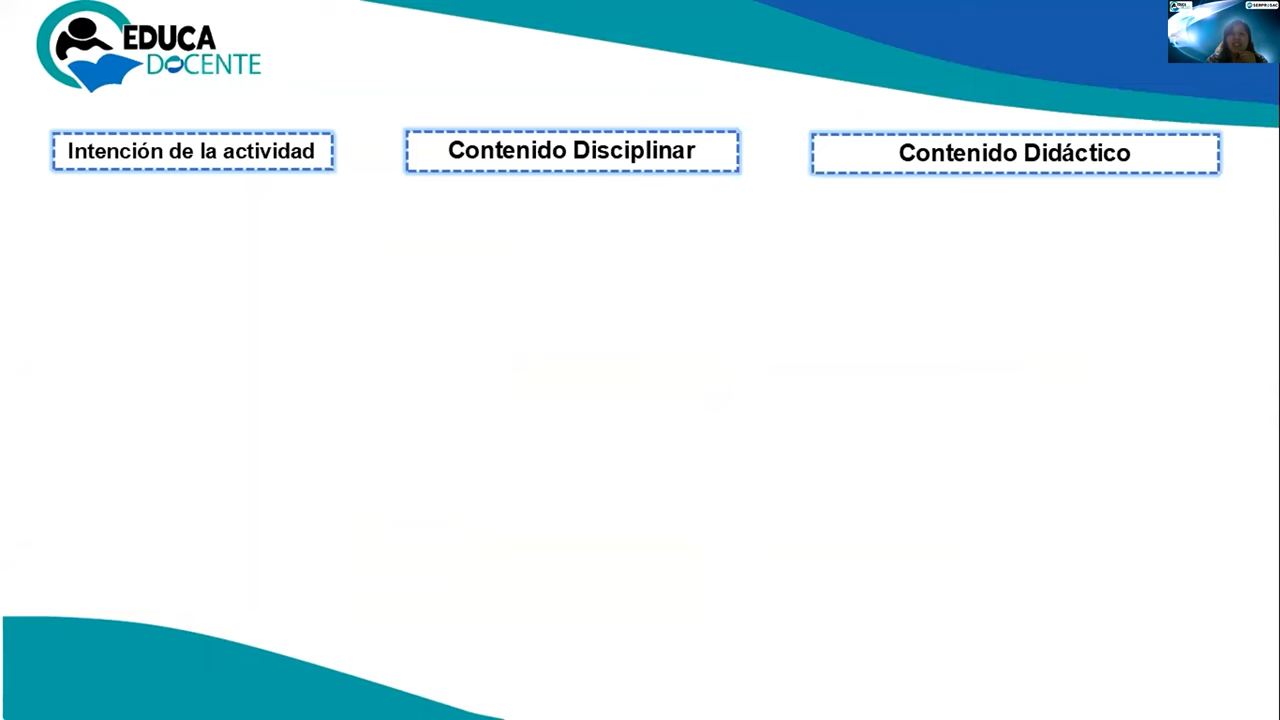 EDUCA
DOCENTE
Intención de la actividad
Contenido Disciplinar
Contenido Didáctico